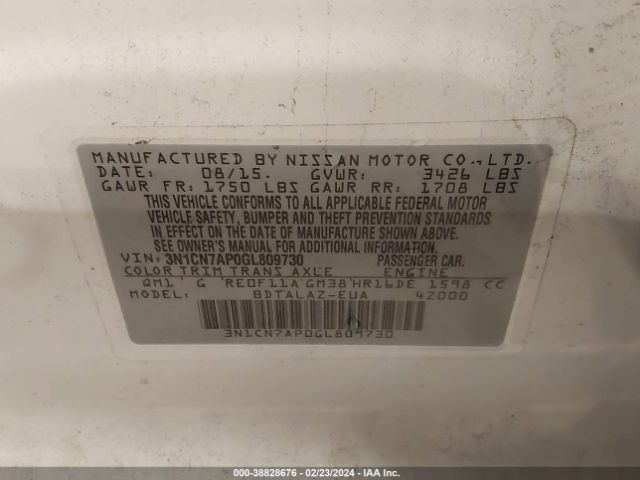 MANUFACTURED BY NISSAN MOTOR CO.,LTD.
DATE: 08/15. GVWR: 3426 LBS
GAWR FR: 1750 LBS GAWR RR: 1708 LBS
THIS VEHICLE CONFORMS TO ALL APPLICABLE FEDERAL MOTOR
VEHICLE SAFETY, BUMPER AND THEFT PREVENTION STANDARDS
IN EFFECT ON THE DATE OF MANUFACTURE SHOWN ABOVE.
SEE OWNER'S MANUAL FOR ADDITIONAL INFORMATION.
VIN: 3N1CN7AP0GL809730 PASSENGER CAR.
COLOR TRIM TRANS AXLE ENGINE
QM1 G RE0F11A GM38 HR16DE 1598 CC
MODEL: BDTALAZ-EUA 4Z000
3N1CN7AP0GL809730
000-38828676 - 02/23/2024 - IAA Inc.